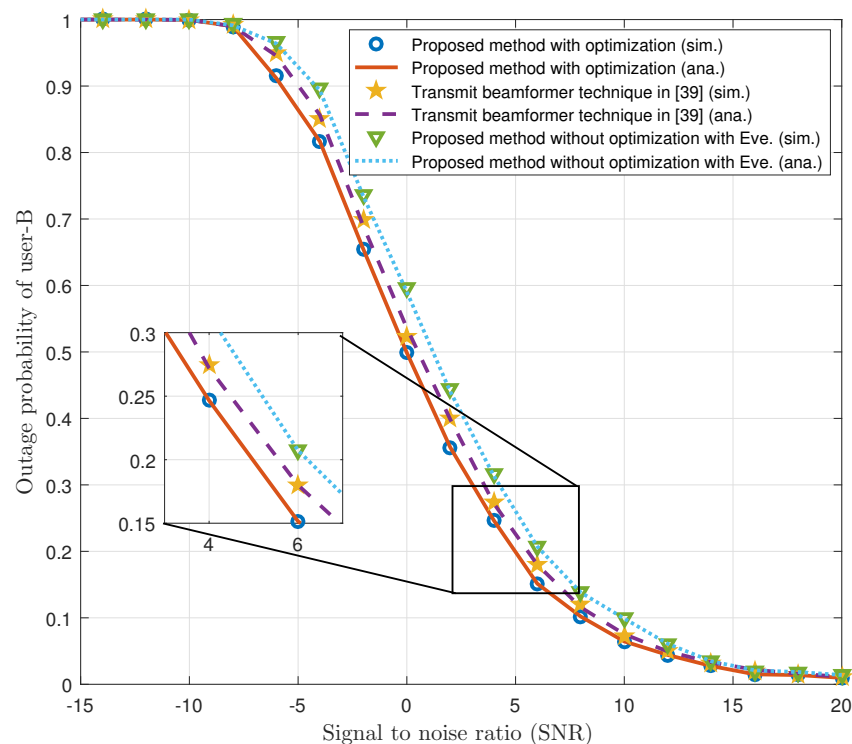 Proposed method with optimization (sim.)
Proposed method with optimization (ana.)
Transmit beamformer technique in [39] (sim.)
Transmit beamformer technique in [39] (ana.)
Proposed method without optimization with Eve. (sim.)
Proposed method without optimization with Eve. (ana.)
Outage probability of user-B
1
0.9
0.8
0.7
0.6
0.5
0.4
0.3
0.2
0.1
0
0.3
0.25
0.2
0.15
4 6
-15 -10 -5 0 5 10 15 20
Signal to noise ratio (SNR)